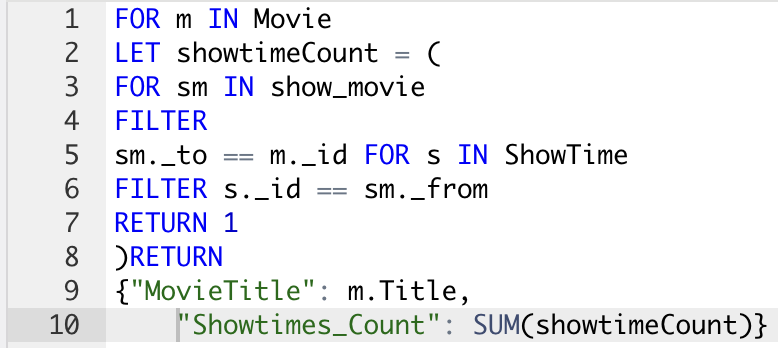 1 FOR m IN Movie
2 LET showtimeCount = (
3 FOR sm IN show_movie
4 FILTER
5 sm._to == m._id FOR s IN ShowTime
6 FILTER s._id == sm._from
7 RETURN 1
8 )RETURN
9 {"MovieTitle": m.Title,
10     "Showtimes_Count": SUM(showtimeCount)}